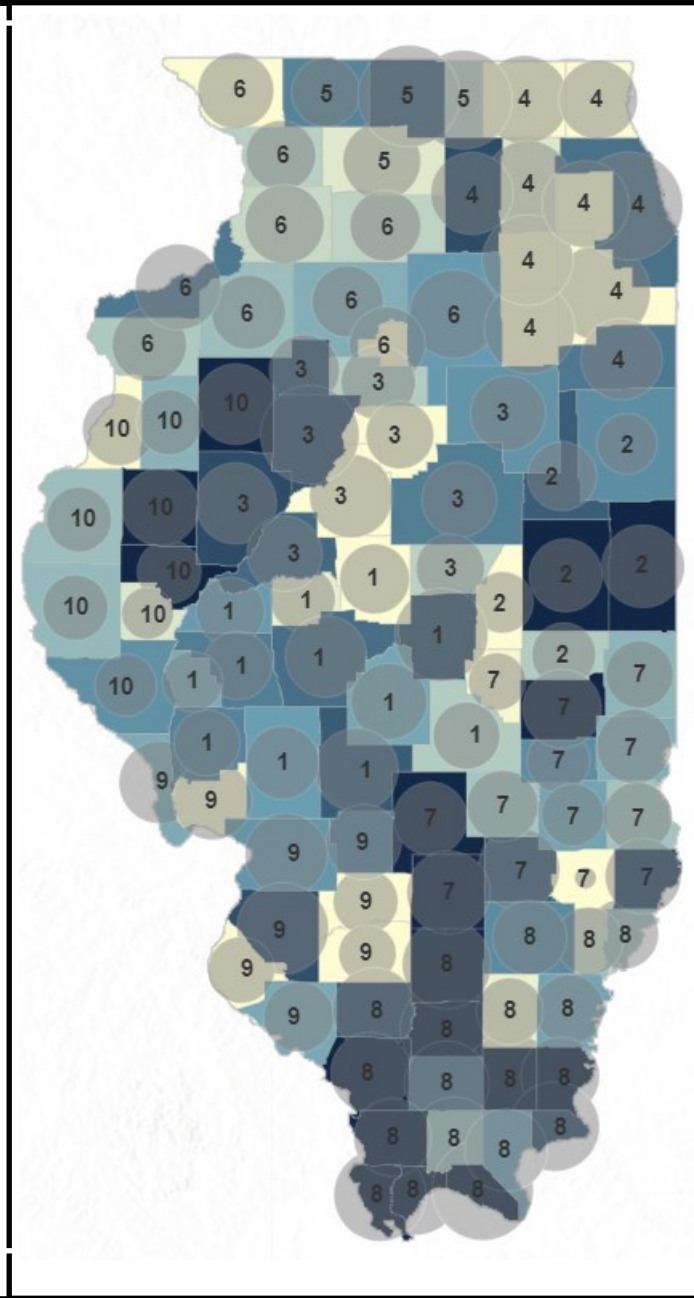 6 5 5 5 4 4
6 5 4 4 4 4
6 6 4
6 6 6 6 4 4
6 6 3 3 4
10 10 10 3 3 3 2
10 10 3 3 3 2
10 3 1 3 2 2
10 10 1 1 2
10 1 1 1 1 2 7
1 1 7 7
1 1 1 1 7 7
9 9 7 7 7 7
9 9 7 7 7 7
9 9 9 9 8 8 8 8
9 8 8 8 8
8 8 8 8
8 8 8 8
8 8 8